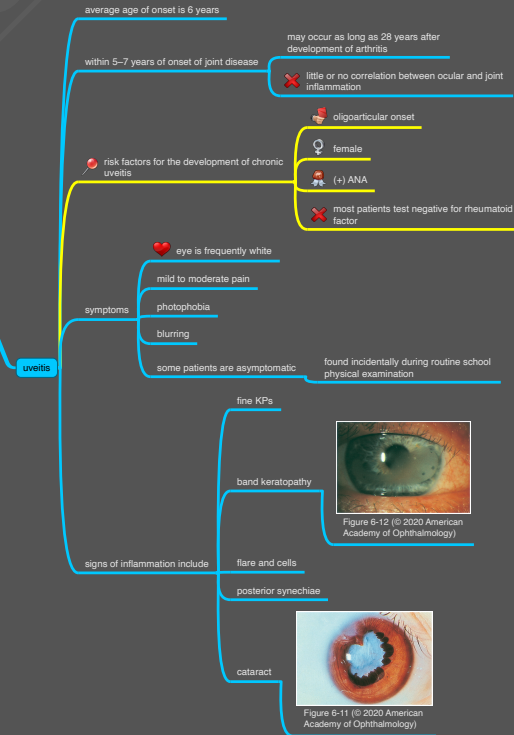 average age of onset is 6 years
within 5–7 years of onset of joint disease
may occur as long as 28 years after
development of arthritis
little or no correlation between ocular and joint
inflammation
risk factors for the development of chronic
uveitis
oligoarticular onset
female
(+) ANA
most patients test negative for rheumatoid
factor
uveitis
symptoms
eye is frequently white
mild to moderate pain
photophobia
blurring
some patients are asymptomatic
found incidentally during routine school
physical examination
signs of inflammation include
fine KPs
band keratopathy
Figure 6-12 (© 2020 American
Academy of Ophthalmology)
flare and cells
posterior synechiae
cataract
Figure 6-11 (© 2020 American
Academy of Ophthalmology)